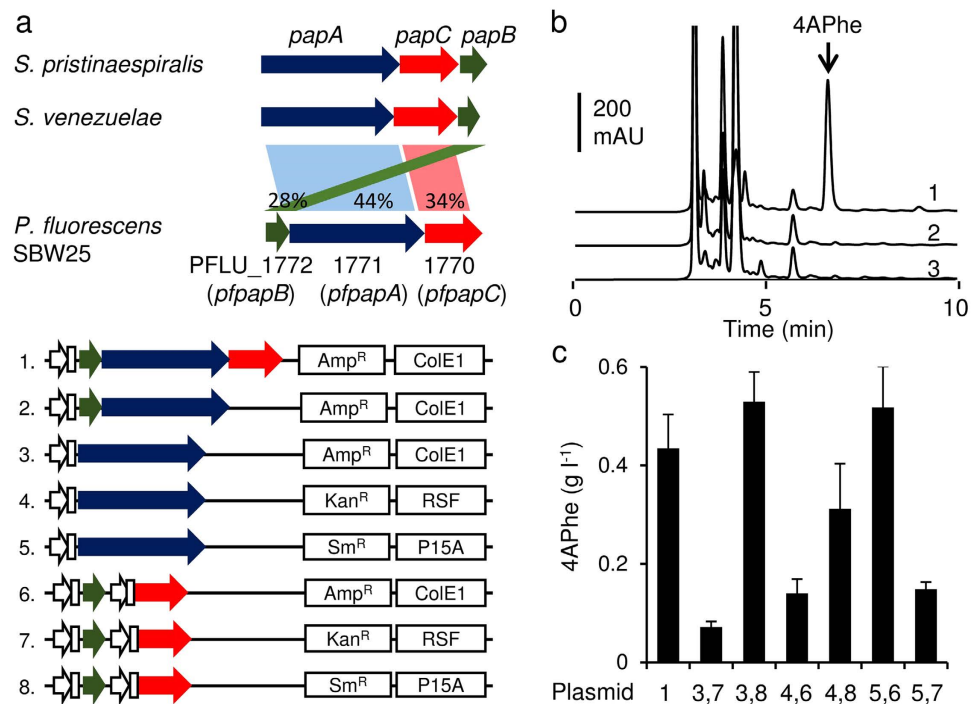 a
papA papC papB
S. pristinaespiralis
S. venezuelae
28% 44% 34%
P. fluorescens
SBW25
PFLU_1772 1771 1770
(pfpapB) (pfpapA) (pfpapC)
1. AmpR ColE1
2. AmpR ColE1
3. AmpR ColE1
4. KanR RSF
5. SmR P15A
6. AmpR ColE1
7. KanR RSF
8. SmR P15A
b
4APhe
200
mAU
1
2
3
0 5 10
Time (min)
c
0.6
0.4
0.2
0
4APhe (g l-1)
Plasmid 1 3,7 3,8 4,6 4,8 5,6 5,7